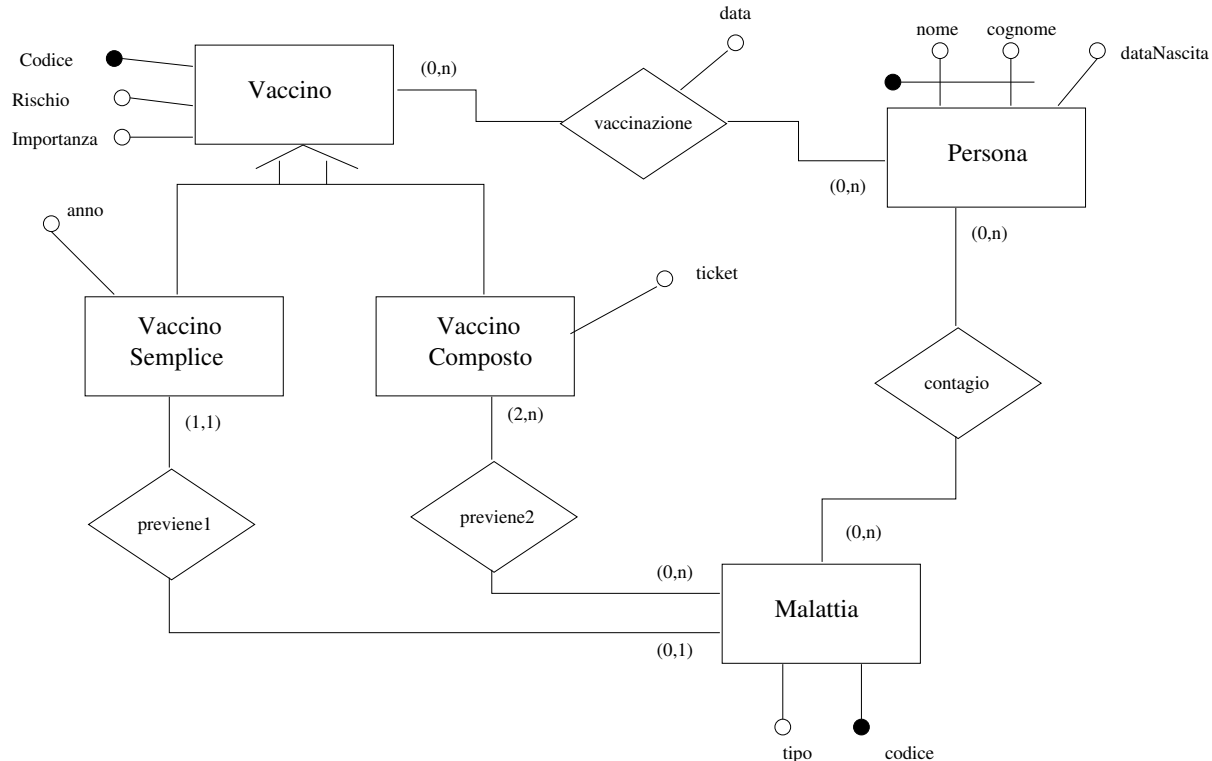 data
nome
cognome
dataNascita
Codice
Rischio
Importanza
Vaccino
(0,n)
vaccinazione
(0,n)
Persona
(0,n)
anno
ticket
Vaccino
Semplice
Vaccino
Composto
(1,1)
(2,n)
contagio
previene1
previene2
(0,n)
(0,n)
(0,1)
Malattia
tipo
codice